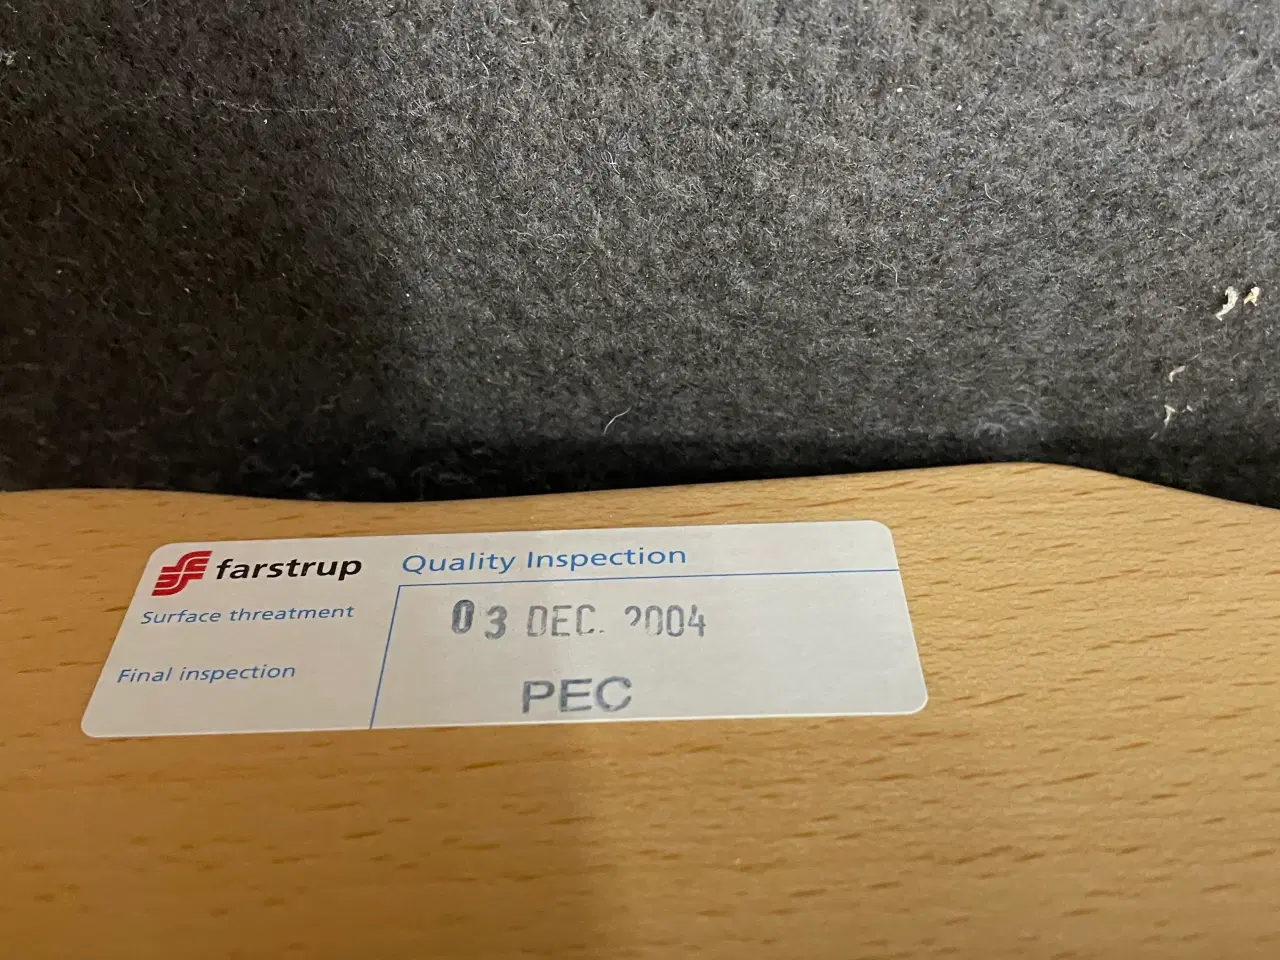 farstrup Quality Inspection
Surface threatment 03 DEC. 2004
Final inspection PEC